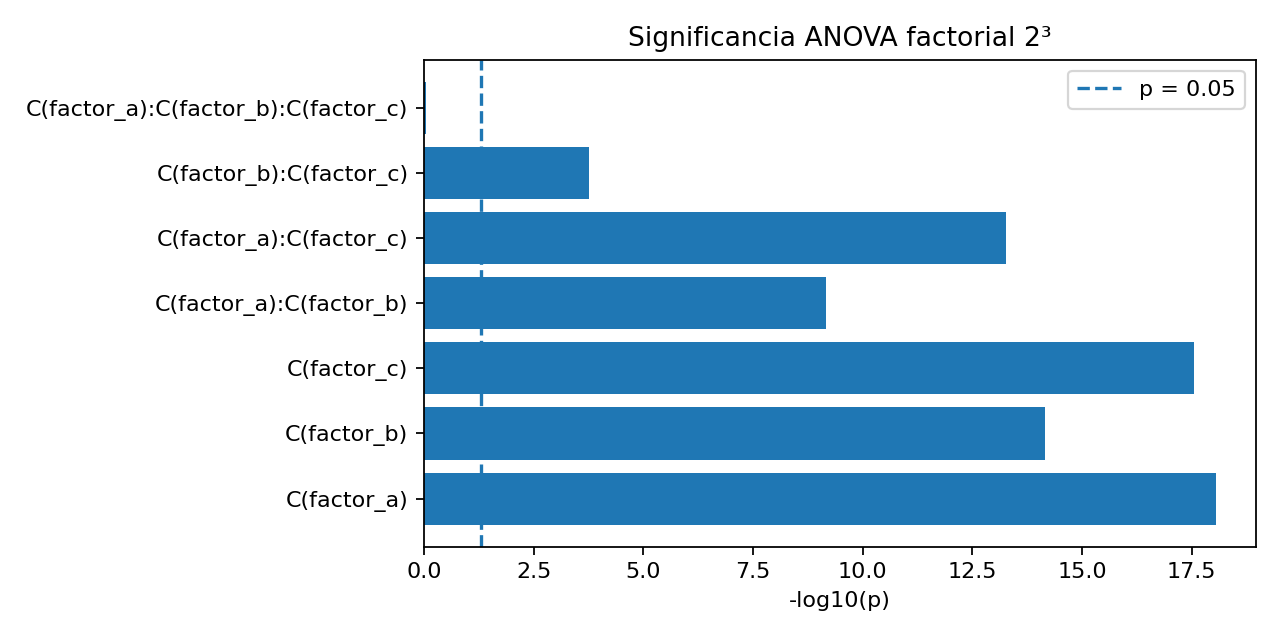 Significancia ANOVA factorial 2³
p = 0.05
C(factor_a):C(factor_b):C(factor_c)
C(factor_b):C(factor_c)
C(factor_a):C(factor_c)
C(factor_a):C(factor_b)
C(factor_c)
C(factor_b)
C(factor_a)
0.0 2.5 5.0 7.5 10.0 12.5 15.0 17.5
-log10(p)